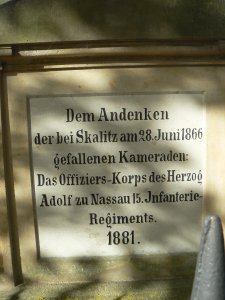 Dem Andenken
der bei Skalitz am 28. Juni 1866
gefallenen Kameraden:
Das Offiziers-Korps des Herzog
Adolf zu Nassau 15. Jnfanterie-
Regiments.
1881.